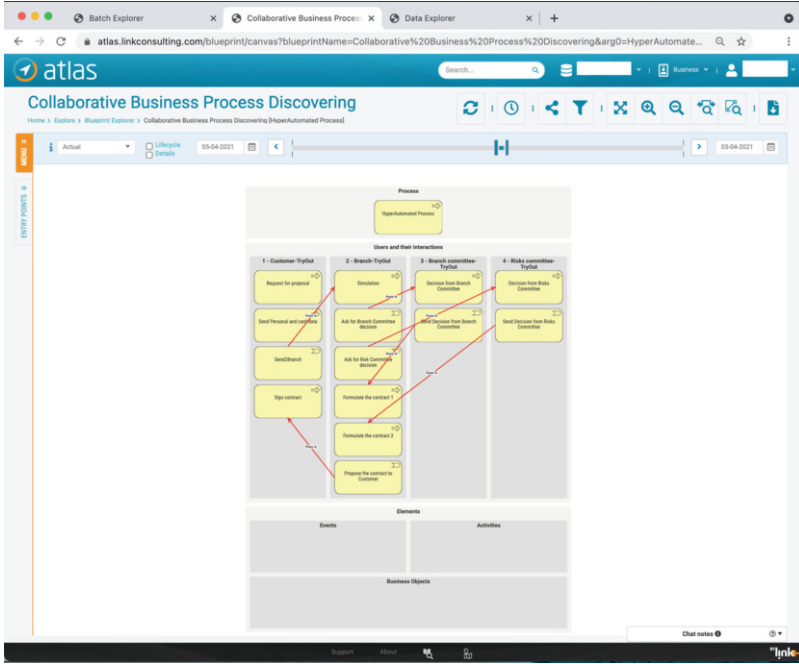 Batch Explorer
Collaborative Business Process
Data Explorer
atlas.linkconsulting.com/blueprint/canvas?blueprintName=Collaborative%20Business%20Process%20Discovering&arg0=HyperAutomate...
atlas
Search...
Business
Collaborative Business Process Discovering
Home > Explore > Blueprint Explorer > Collaborative Business Process Discovering [HyperAutomated Process]
MENU
Actual
Lifecycle
Details
05-04-2021
05-04-2021
ENTRY POINTS
Process
HyperAutomated Process
Users and their interactions
1 - Customer-TryOut
2 - Branch-TryOut
3 - Branch committee-
TryOut
4 - Risks committee-
TryOut
Request for proposal
Simulation
Decision from Branch
Committee
Decision from Risks
Committee
Send Personal and
Ask for Branch Committee
decision
Send Decision from Branch
Committee
Send Decision from Risks
Committee
Send2Branch
Ask for Risk Committee
decision
Sign contract
Formulate the contract 1
Formulate the contract 2
Propose the contract to
Customer
Elements
Events
Activities
Business Objects
Chat notes
Support
About
link